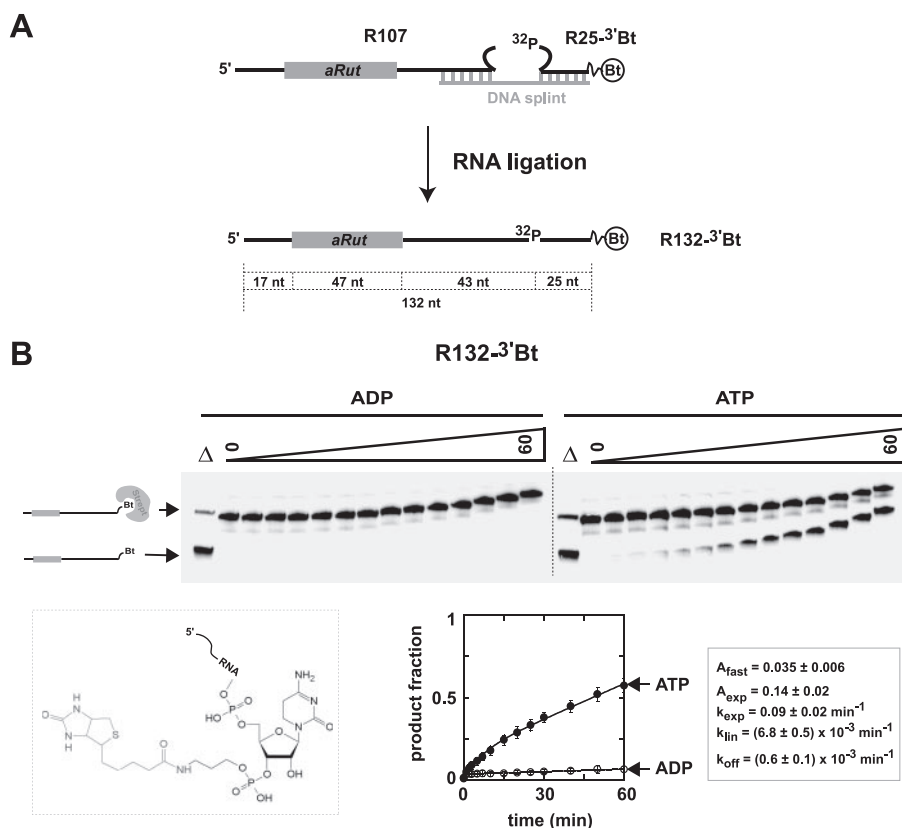 A
R107
32P
R25-3'Bt
5'
aRut
Bt
DNA splint
RNA ligation
5'
aRut
32P
Bt
R132-3'Bt
17 nt 47 nt 43 nt 25 nt
132 nt
B
R132-3'Bt
ADP ATP
Δ 0 60 Δ 0 60
Strept
Bt
Bt
5'
RNA
O
NH2
HO P O
O
N
N O
O
O
H
N
O
N
H
S
O
NH
O
P
O
OH
O OH
product fraction
1
0.5
0
0 30 60
time (min)
ATP
ADP
Afast = 0.035 ± 0.006
Aexp = 0.14 ± 0.02
kexp = 0.09 ± 0.02 min-1
klin = (6.8 ± 0.5) x 10-3 min-1
koff = (0.6 ± 0.1) x 10-3 min-1